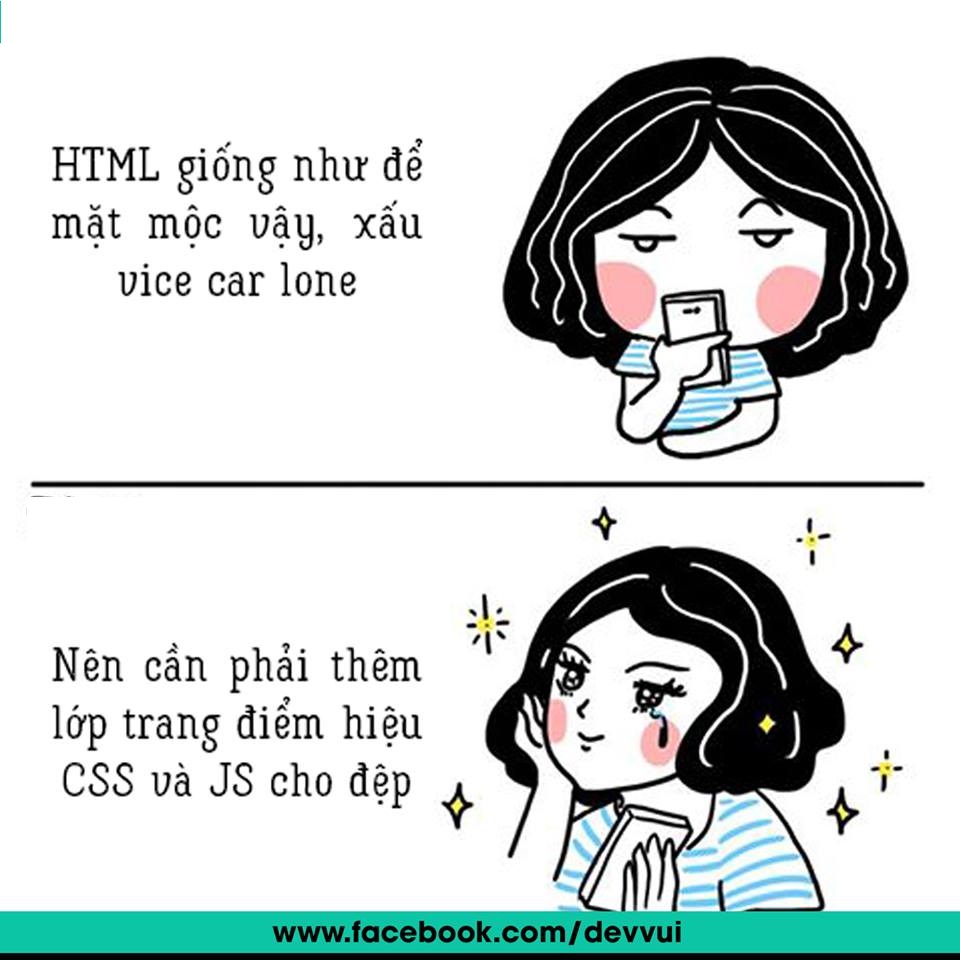 HTML giống như để
mặt mộc vậy, xấu
vice car lone
Nên cần phải thêm
lớp trang điểm hiệu
CSS và JS cho đẹp
www.facebook.com/devvui